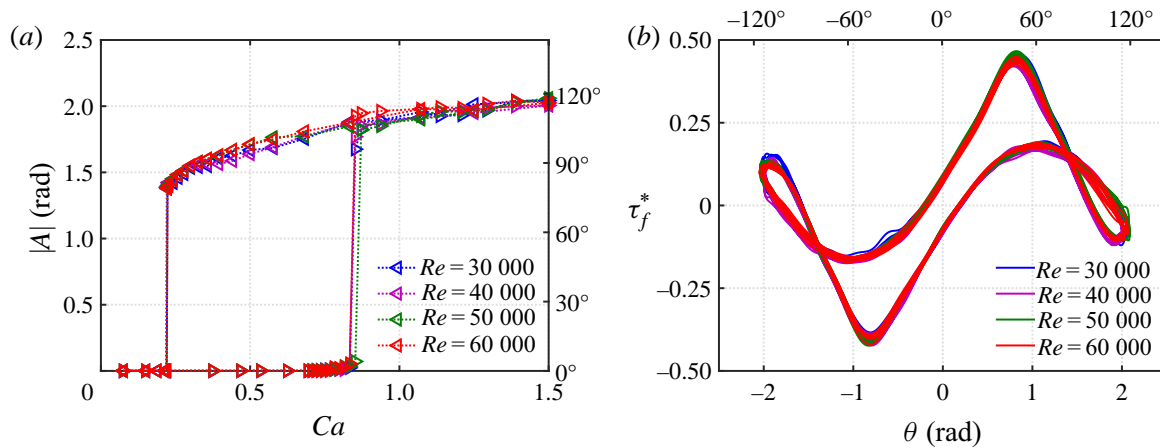 (a)
2.5
2.0
1.5
1.0
0.5
|A| (rad)
120°
90°
60°
30°
0°
Re = 30 000
Re = 40 000
Re = 50 000
Re = 60 000
0 0.5 1.0 1.5
Ca
(b)
−120° −60° 0° 60° 120°
0.50
0.25
0
−0.25
−0.50
τ*f
Re = 30 000
Re = 40 000
Re = 50 000
Re = 60 000
−2 −1 0 1 2
θ (rad)